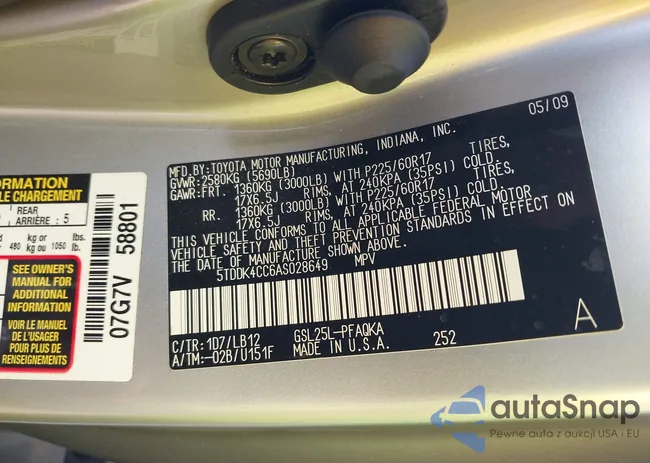 05/09
MFD.BY:TOYOTA MOTOR MANUFACTURING, INDIANA, INC.
GVWR:2580KG (5690LB)
GAWR:FRT. 1360KG (3000LB) WITH P225/60R17 TIRES,
17X6.5J RIMS, AT 240KPA (35PSI) COLD.
RR. 1360KG (3000LB) WITH P225/60R17 TIRES,
17X6.5J RIMS, AT 240KPA (35PSI) COLD.
THIS VEHICLE CONFORMS TO ALL APPLICABLE FEDERAL MOTOR
VEHICLE SAFETY AND THEFT PREVENTION STANDARDS IN EFFECT ON
THE DATE OF MANUFACTURE SHOWN ABOVE.
5TDDK4CC6AS028649 MPV
C/TR:1D7/LB12 GSL25L-PFAQKA
A/TM:-02B/U151F MADE IN U.S.A. 252
A
FORMATION
E CHARGEMENT
REAR
ARRIÈRE : 5
kg or lbs.
480 kg ou 1050 lb.
SEE OWNER'S
MANUAL FOR
ADDITIONAL
INFORMATION
VOIR LE MANUEL
DE L'USAGER
POUR PLUS DE
RENSEIGNEMENTS
07G7V 58801
autaSnap
Pewne auta z aukcji USA i EU